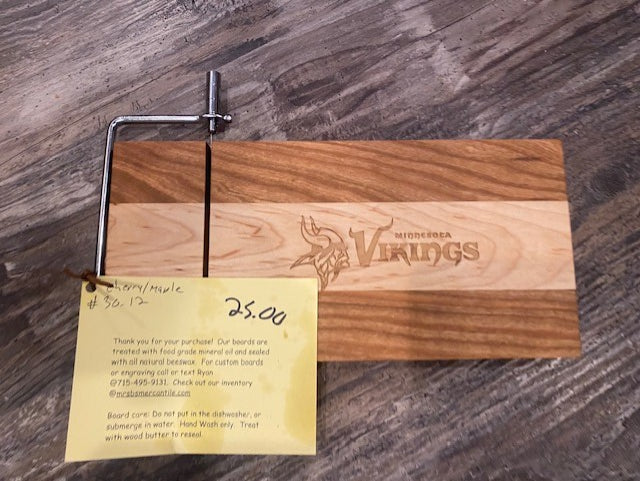 MINNESOTA
VIKINGS
Cherry/Maple
# 30.12
25.00
Thank you for your purchase! Our boards are
treated with food grade mineral oil and sealed
with all natural beeswax. For custom boards
or engraving call or text Ryan
@715-495-9131. Check out our inventory
@mrsbsmercantile.com
Board care: Do not put in the dishwasher, or
submerge in water. Hand Wash only. Treat
with wood butter to reseal.